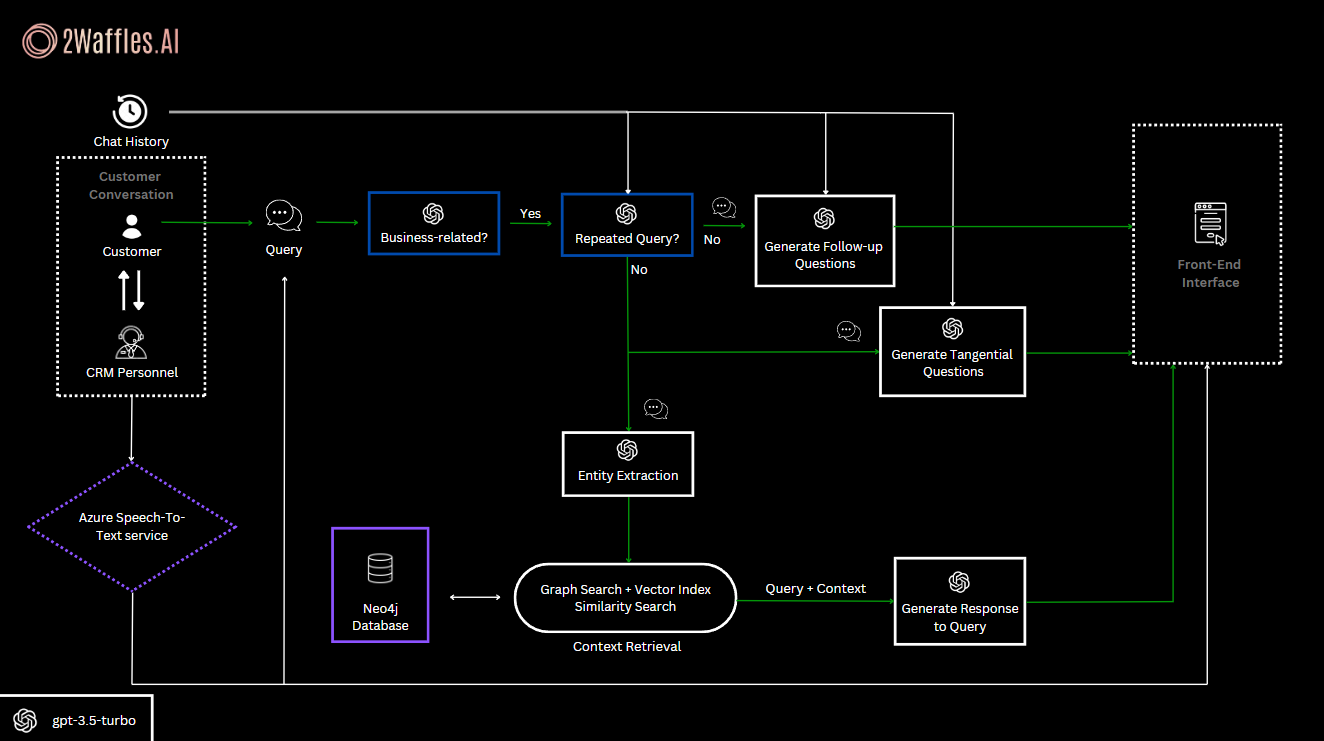 2Waffles.AI
Chat History
Customer
Conversation
Customer
CRM Personnel
Query
Business-related?
Yes
Repeated Query?
No
No
Generate Follow-up
Questions
Front-End
Interface
Generate Tangential
Questions
Entity Extraction
Azure Speech-To-
Text service
Neo4j
Database
Graph Search + Vector Index
Similarity Search
Context Retrieval
Query + Context
Generate Response
to Query
gpt-3.5-turbo